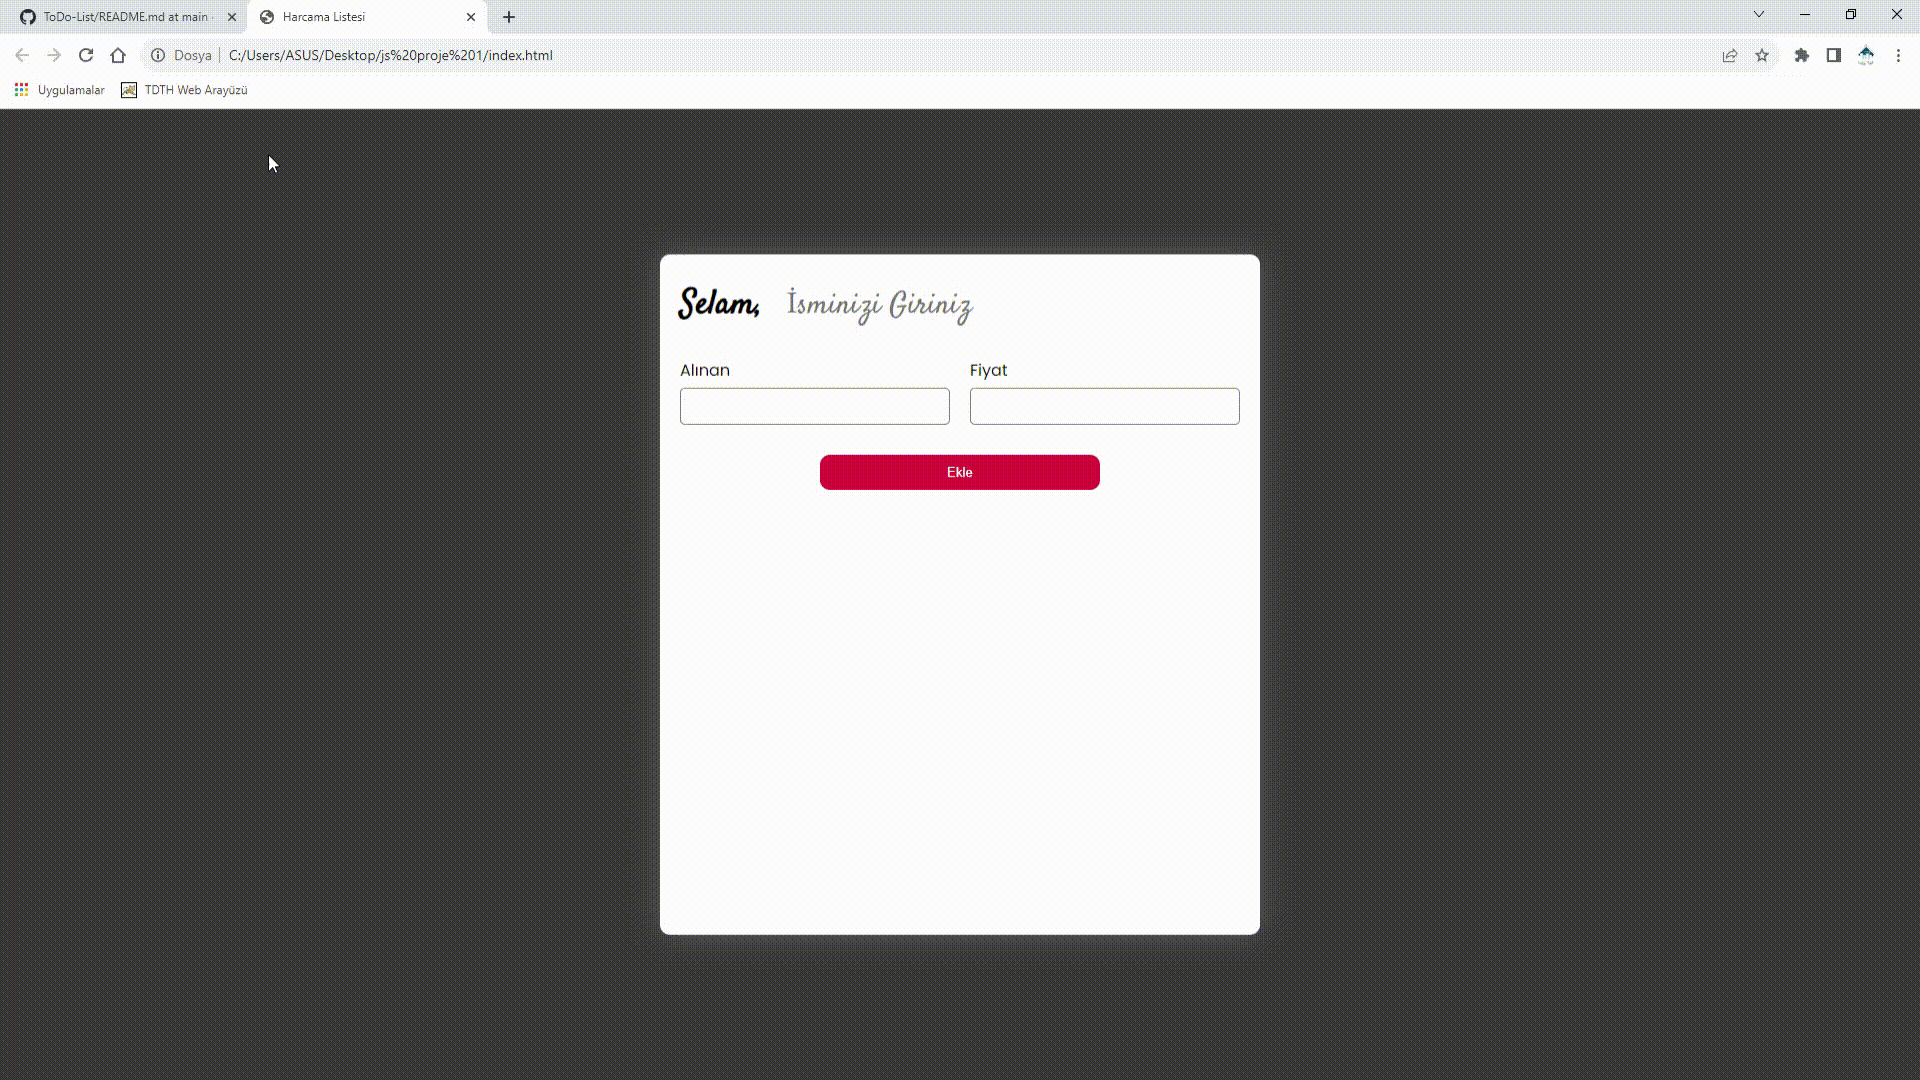 ToDo-List/README.md at main ·
Harcama Listesi
Dosya
C:/Users/ASUS/Desktop/js%20proje%201/index.html
Uygulamalar
TDTH Web Arayüzü
Selam, İsminizi Giriniz
Alınan
Fiyat
Ekle